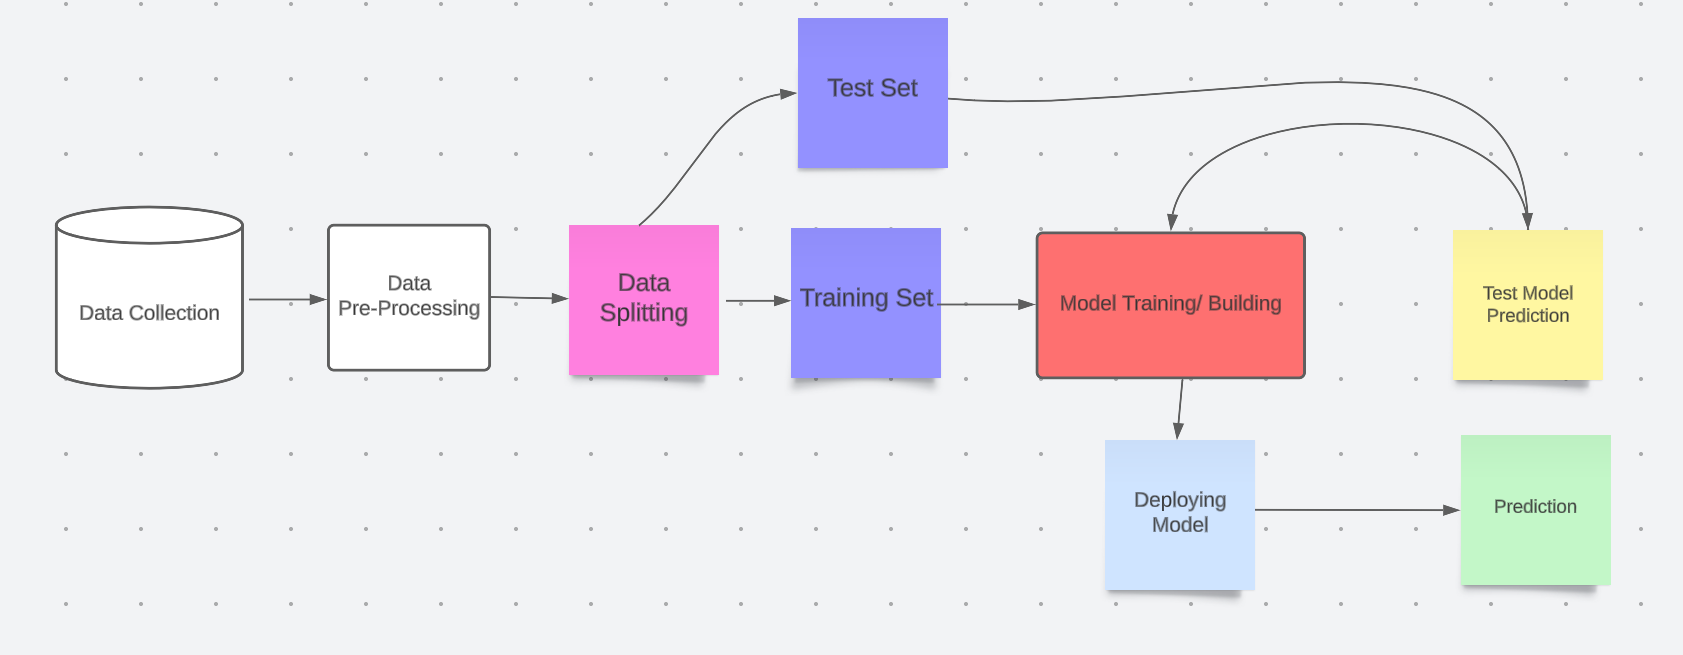 Test Set
Data Collection
Data
Pre-Processing
Data
Splitting
Training Set
Model Training/ Building
Test Model
Prediction
Deploying
Model
Prediction